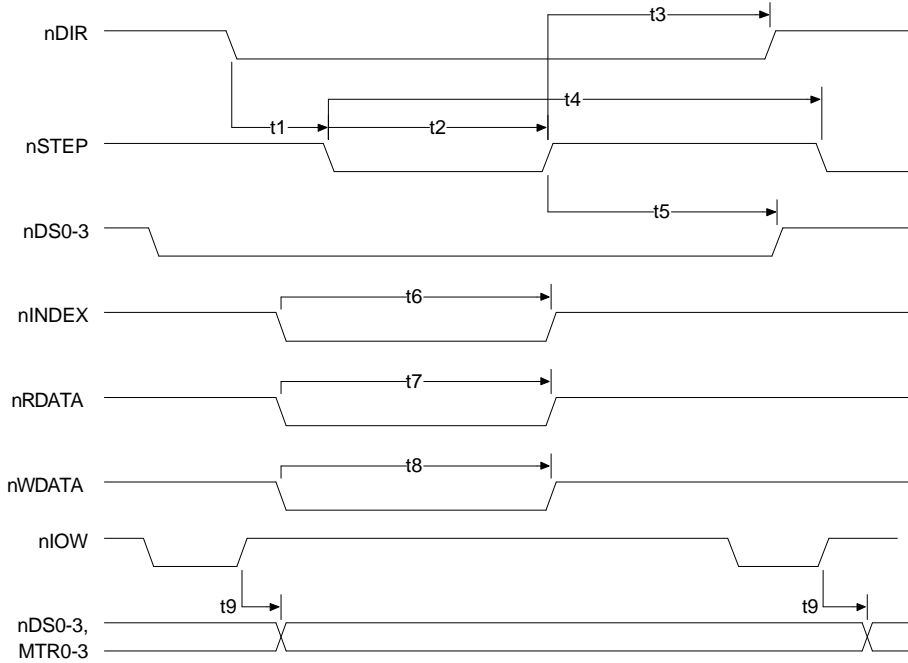 nDIR
t3
t4
t1
t2
nSTEP
t5
nDS0-3
t6
nINDEX
t7
nRDATA
t8
nWDATA
nIOW
t9
t9
nDS0-3,
MTR0-3